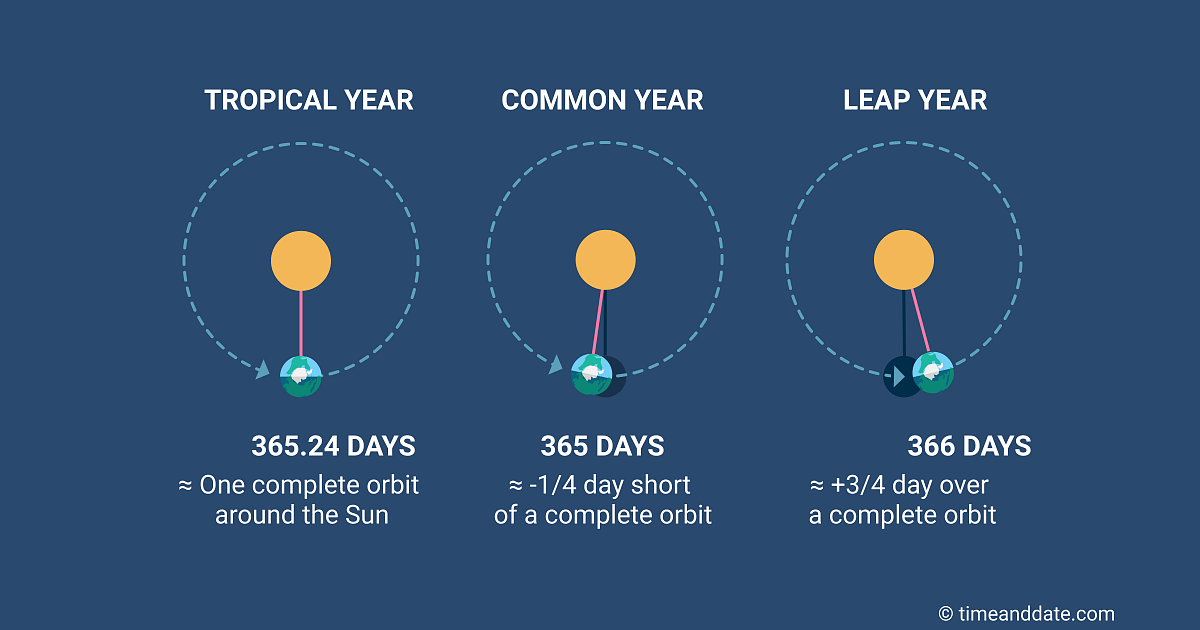 TROPICAL YEAR
365.24 DAYS
≈ One complete orbit
around the Sun
COMMON YEAR
365 DAYS
≈ -1/4 day short
of a complete orbit
LEAP YEAR
366 DAYS
≈ +3/4 day over
a complete orbit
© timeanddate.com